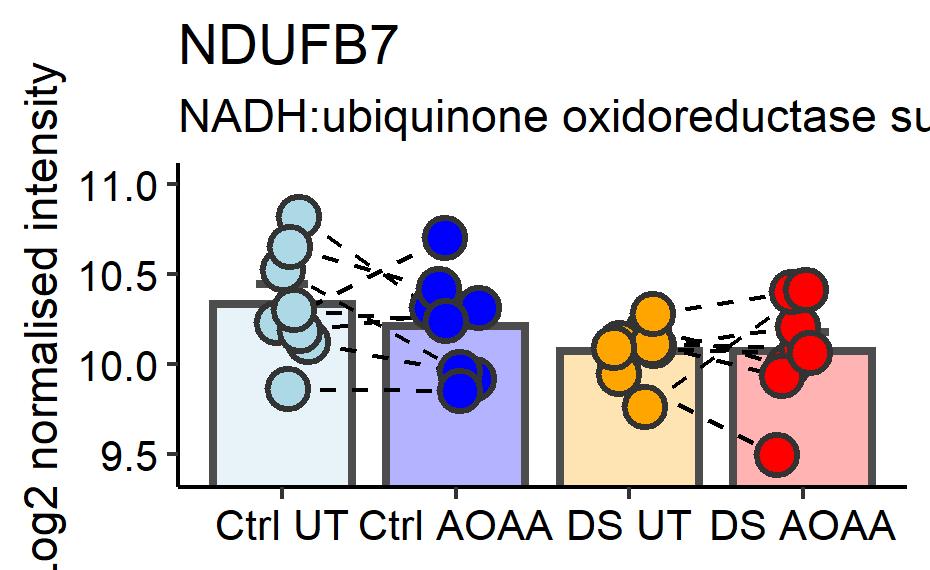 NDUFB7
NADH:ubiquinone oxidoreductase su
.og2 normalised intensity
11.0
10.5
10.0
9.5
Ctrl UT Ctrl AOAA DS UT DS AOAA